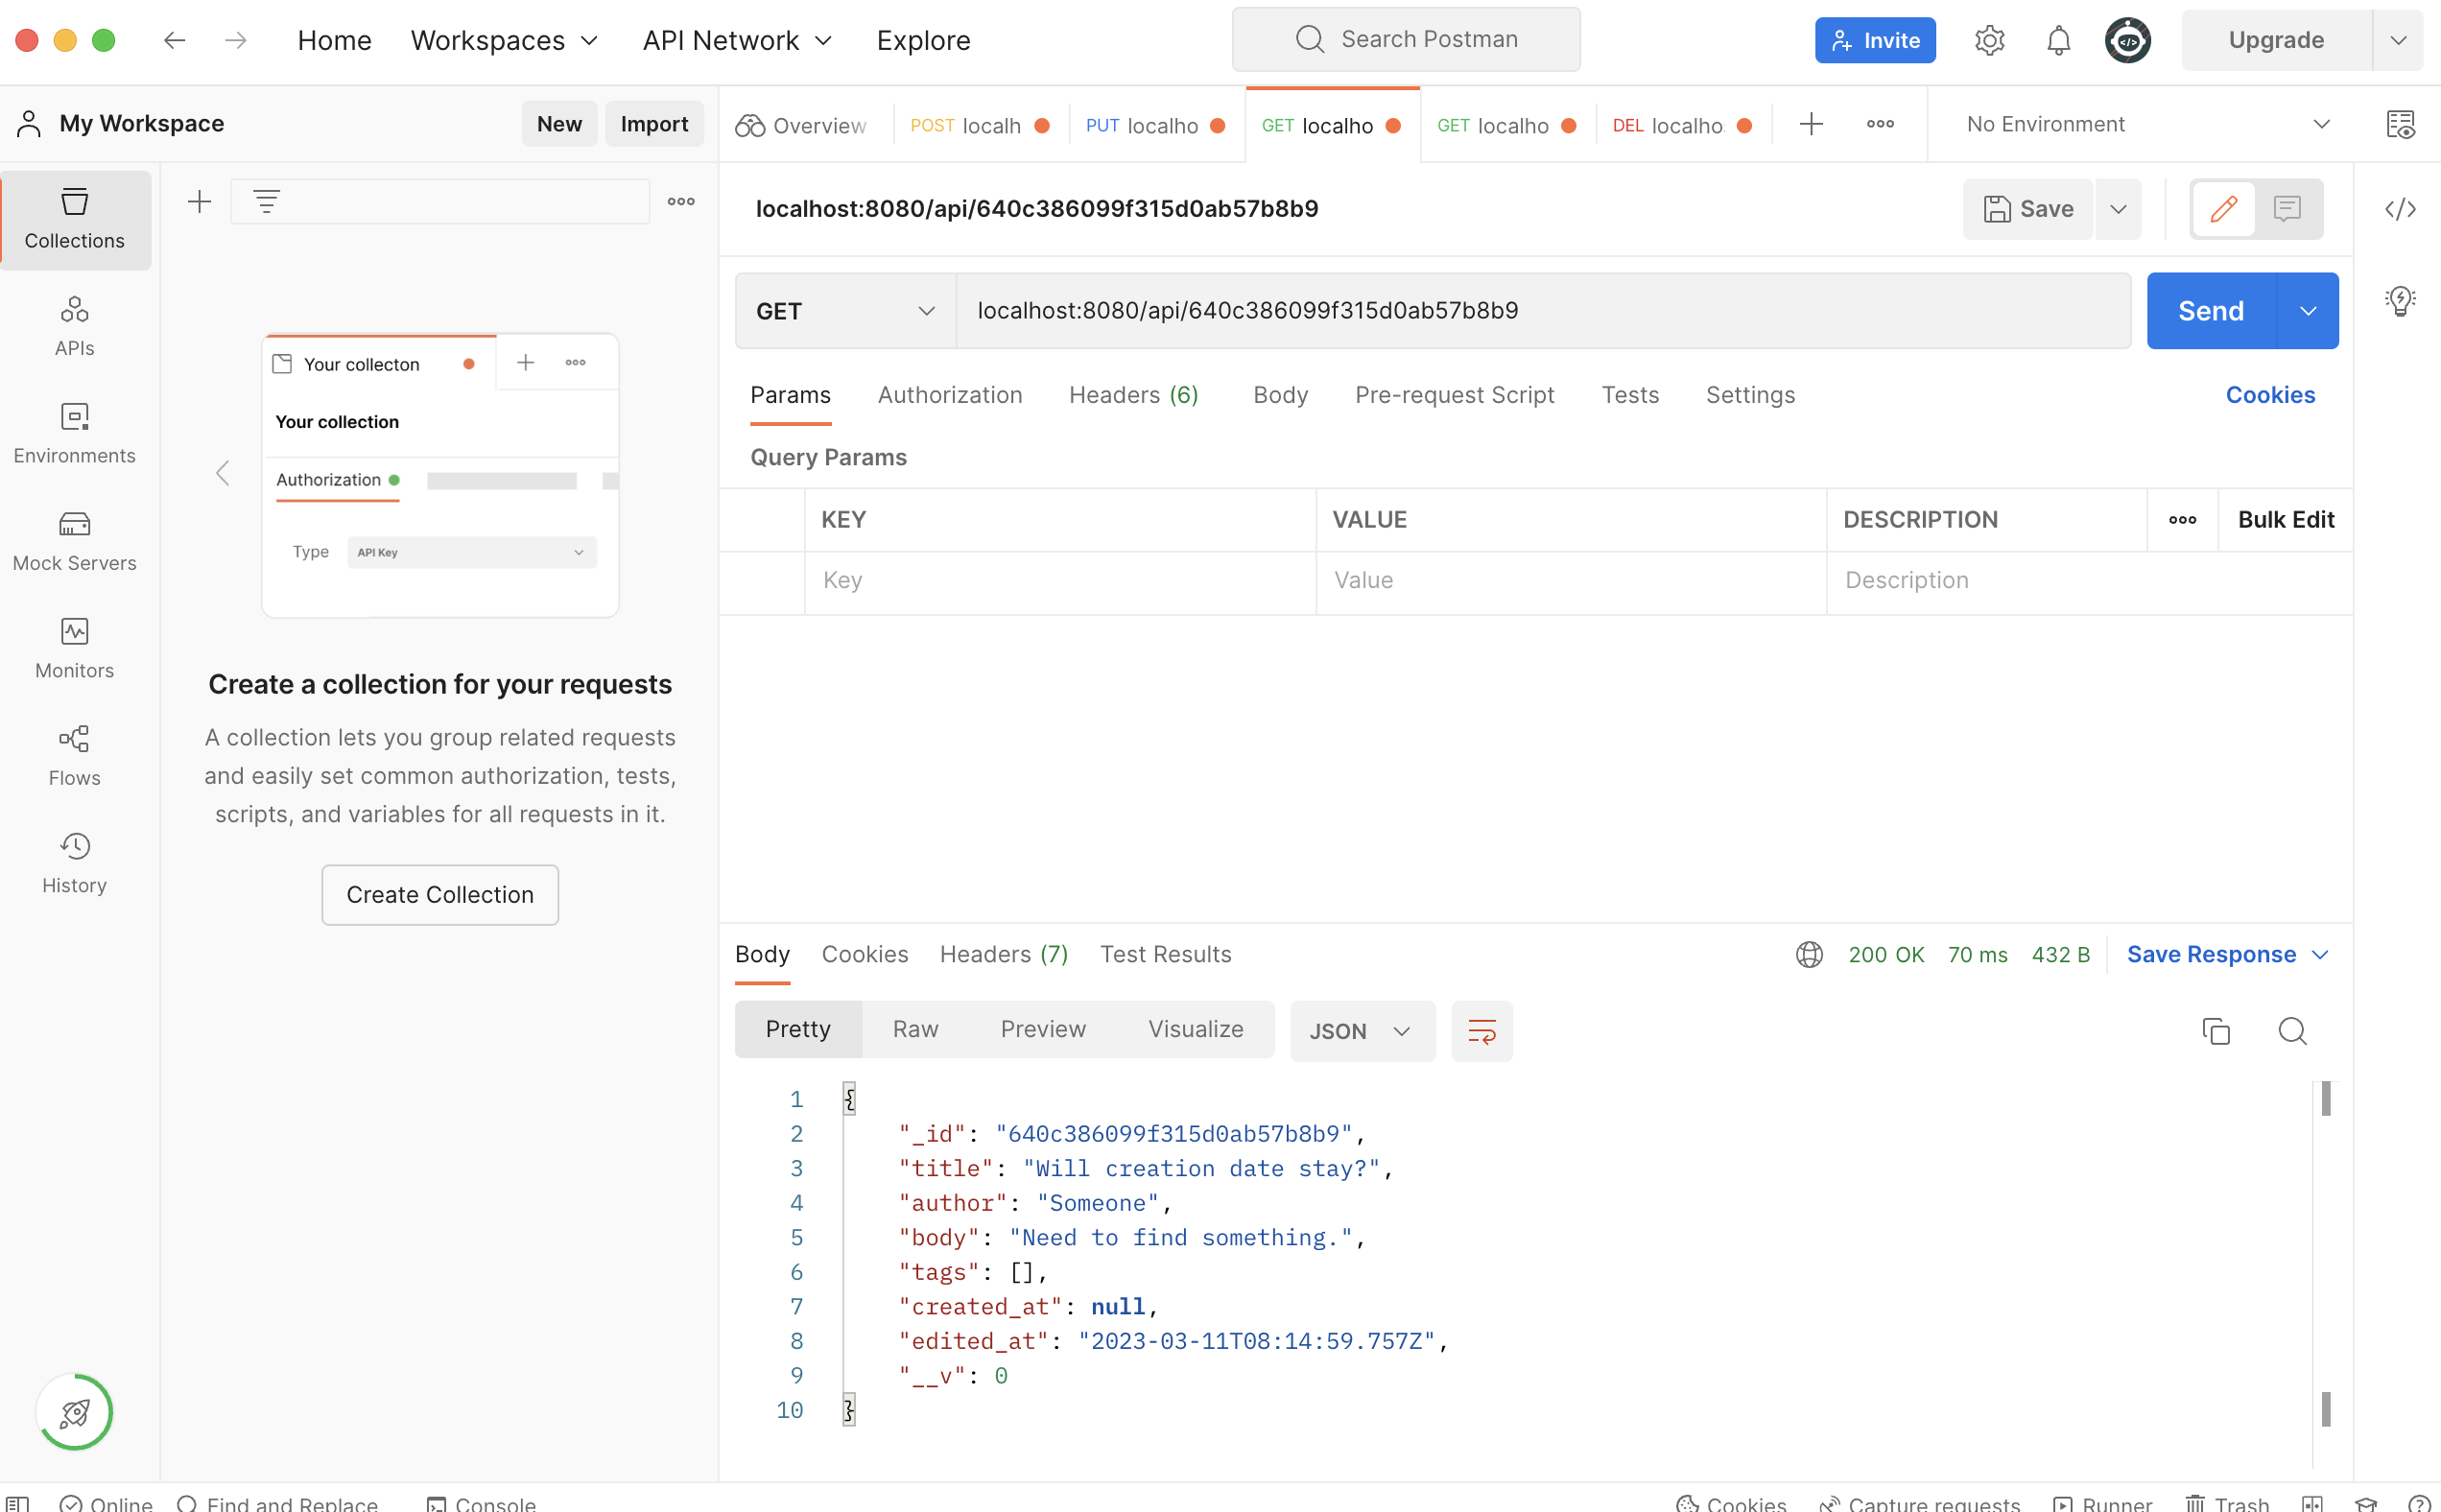 Home Workspaces API Network Explore Search Postman Invite Upgrade
My Workspace New Import
Overview POST localh PUT localho GET localho GET localho DEL localho No Environment
Collections
APIs
Environments
Mock Servers
Monitors
Flows
History
Your collecton
Your collection
Authorization
Type API Key
Create a collection for your requests
A collection lets you group related requests
and easily set common authorization, tests,
scripts, and variables for all requests in it.
Create Collection
localhost:8080/api/640c386099f315d0ab57b8b9 Save
GET localhost:8080/api/640c386099f315d0ab57b8b9 Send
Params Authorization Headers (6) Body Pre-request Script Tests Settings Cookies
Query Params
KEY VALUE DESCRIPTION Bulk Edit
Key Value Description
Body Cookies Headers (7) Test Results 200 OK 70 ms 432 B Save Response
Pretty Raw Preview Visualize JSON
1 {
2 "_id": "640c386099f315d0ab57b8b9",
3 "title": "Will creation date stay?",
4 "author": "Someone",
5 "body": "Need to find something.",
6 "tags": [],
7 "created_at": null,
8 "edited_at": "2023-03-11T08:14:59.757Z",
9 "__v": 0
10 }
Online Find and Replace Console Cookies Capture requests Runner Trash